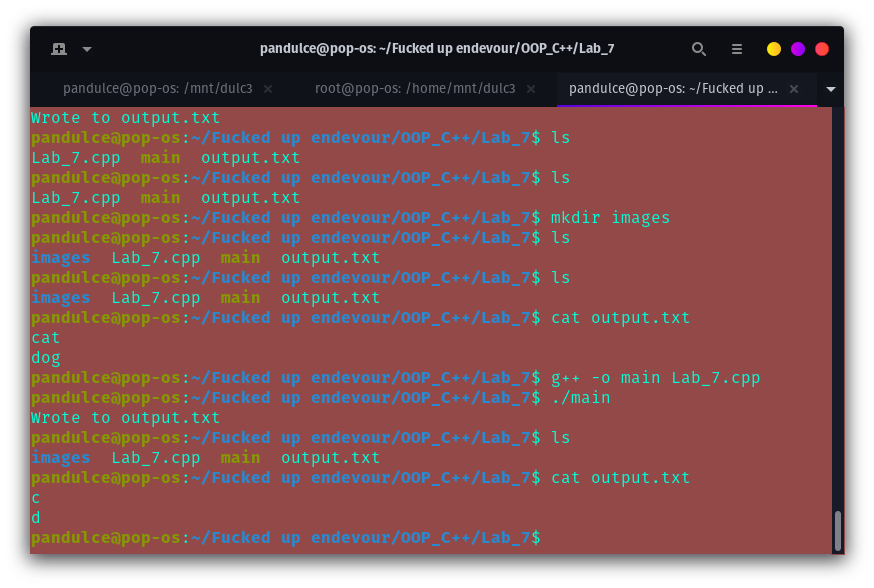 pandulce@pop-os: ~/Fucked up endevour/OOP_C++/Lab_7
pandulce@pop-os: /mnt/dulc3 × root@pop-os: /home/mnt/dulc3 × pandulce@pop-os: ~/Fucked up ... ×
Wrote to output.txt
pandulce@pop-os:~/Fucked up endevour/OOP_C++/Lab_7$ ls
Lab_7.cpp  main  output.txt
pandulce@pop-os:~/Fucked up endevour/OOP_C++/Lab_7$ ls
Lab_7.cpp  main  output.txt
pandulce@pop-os:~/Fucked up endevour/OOP_C++/Lab_7$ mkdir images
pandulce@pop-os:~/Fucked up endevour/OOP_C++/Lab_7$ ls
images  Lab_7.cpp  main  output.txt
pandulce@pop-os:~/Fucked up endevour/OOP_C++/Lab_7$ ls
images  Lab_7.cpp  main  output.txt
pandulce@pop-os:~/Fucked up endevour/OOP_C++/Lab_7$ cat output.txt
cat
dog
pandulce@pop-os:~/Fucked up endevour/OOP_C++/Lab_7$ g++ -o main Lab_7.cpp
pandulce@pop-os:~/Fucked up endevour/OOP_C++/Lab_7$ ./main
Wrote to output.txt
pandulce@pop-os:~/Fucked up endevour/OOP_C++/Lab_7$ ls
images  Lab_7.cpp  main  output.txt
pandulce@pop-os:~/Fucked up endevour/OOP_C++/Lab_7$ cat output.txt
c
d
pandulce@pop-os:~/Fucked up endevour/OOP_C++/Lab_7$